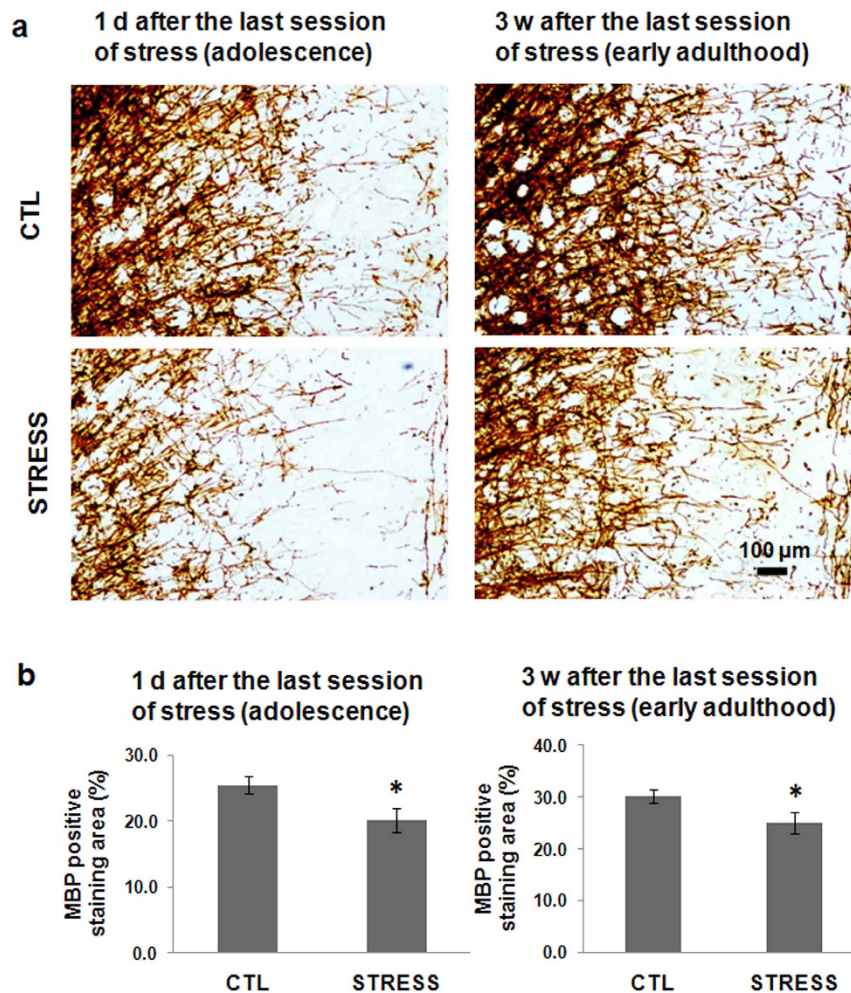 a
1 d after the last session
of stress (adolescence)
3 w after the last session
of stress (early adulthood)
CTL
STRESS
100 µm
b
1 d after the last session
of stress (adolescence)
MBP positive
staining area (%)
30.0
20.0
10.0
0.0
*
CTL STRESS
3 w after the last session
of stress (early adulthood)
MBP positive
staining area (%)
40.0
30.0
20.0
10.0
0.0
*
CTL STRESS